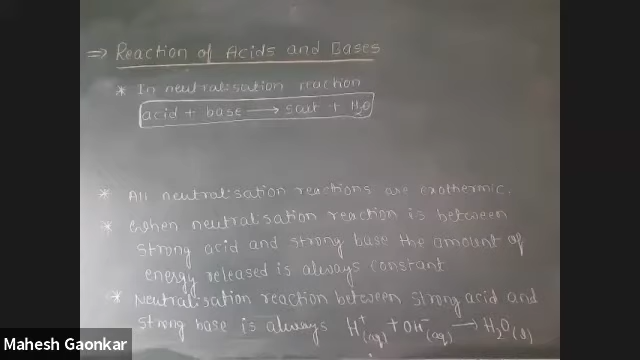 ⇒ Reaction of Acids and Bases
* In neutralisation reaction
acid + base ⟶ salt + H₂O
* All neutralisation reactions are exothermic.
* When neutralisation reaction is between
strong acid and strong base the amount of
energy released is always constant
* Neutralisation reaction between strong acid and
strong base is always H⁺(aq) + OH⁻(aq) ⟶ H₂O(l)
Mahesh Gaonkar